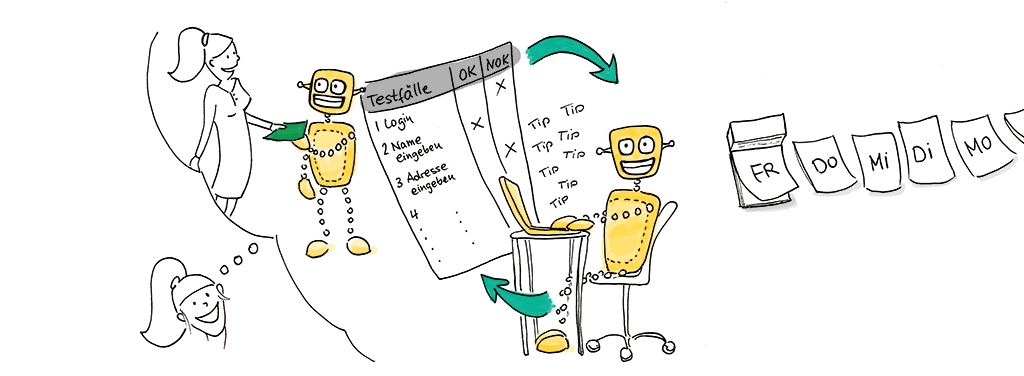 Testfälle OK NOK
1 Login X
2 Name eingeben X
3 Adresse eingeben X
4
Tip Tip
Tip Tip
Tip Tip
Tip
Tip
Tip
FR DO MI DI MO